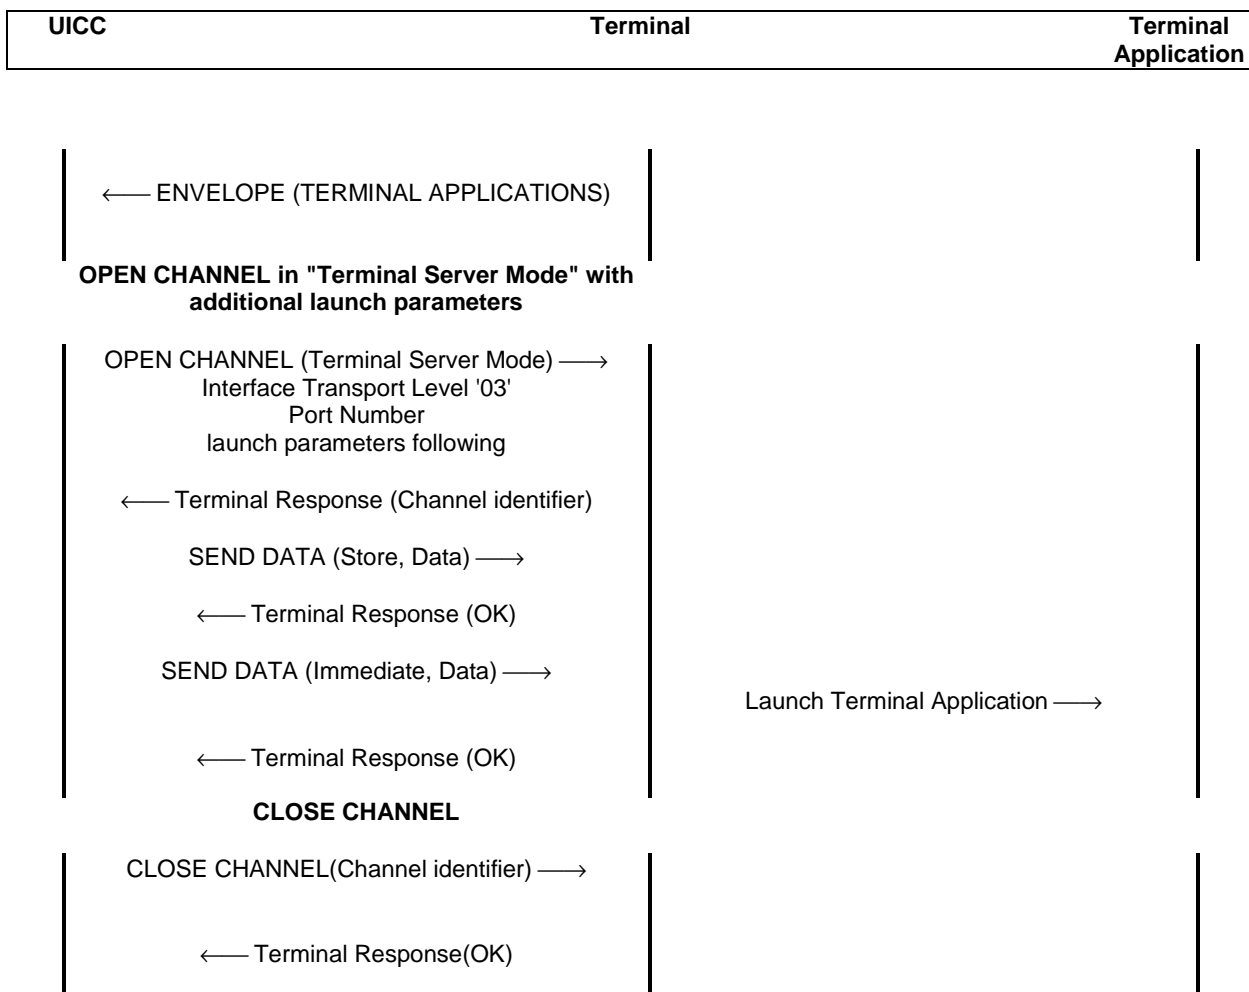 UICC Terminal Terminal
Application
⟵ ENVELOPE (TERMINAL APPLICATIONS)
OPEN CHANNEL in "Terminal Server Mode" with
additional launch parameters
OPEN CHANNEL (Terminal Server Mode) ⟶
Interface Transport Level '03'
Port Number
launch parameters following
⟵ Terminal Response (Channel identifier)
SEND DATA (Store, Data) ⟶
⟵ Terminal Response (OK)
SEND DATA (Immediate, Data) ⟶
Launch Terminal Application ⟶
⟵ Terminal Response (OK)
CLOSE CHANNEL
CLOSE CHANNEL(Channel identifier) ⟶
⟵ Terminal Response(OK)